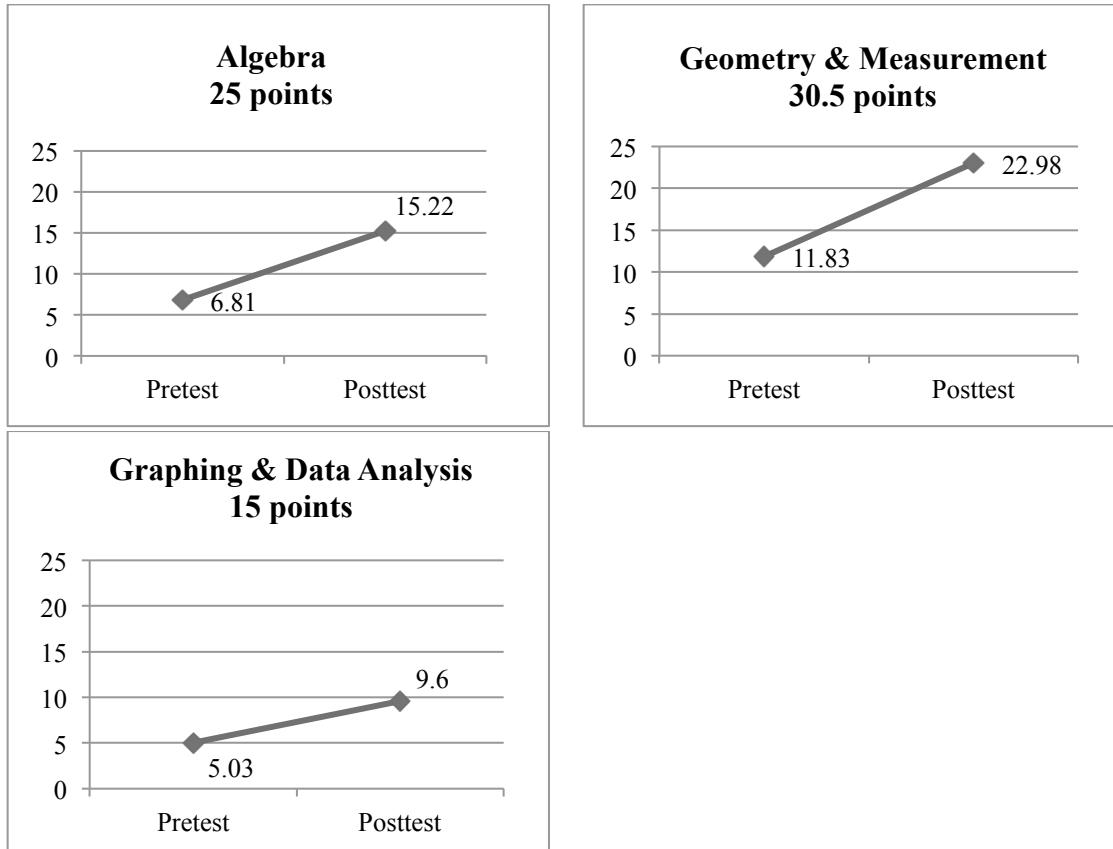 Algebra
25 points
25
20
15
10
5
0
15.22
6.81
Pretest Posttest
Geometry & Measurement
30.5 points
25
20
15
10
5
0
22.98
11.83
Pretest Posttest
Graphing & Data Analysis
15 points
25
20
15
10
5
0
9.6
5.03
Pretest Posttest